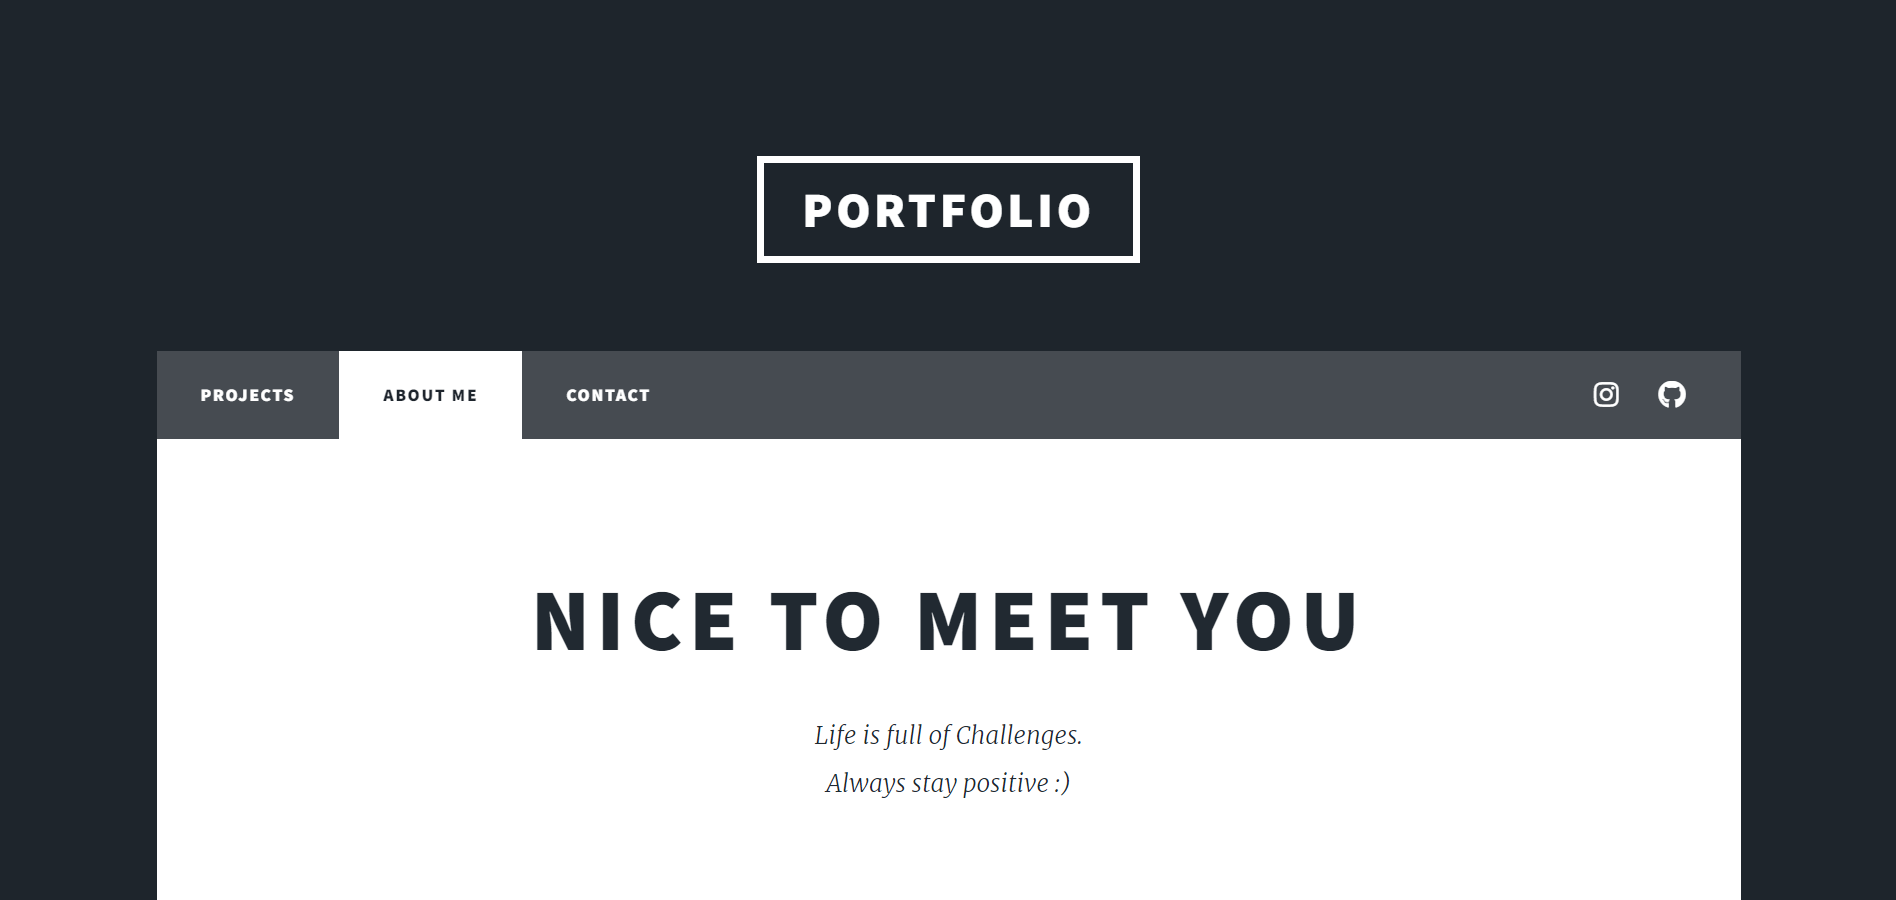 PORTFOLIO
PROJECTS ABOUT ME CONTACT
NICE TO MEET YOU
Life is full of Challenges.
Always stay positive :)